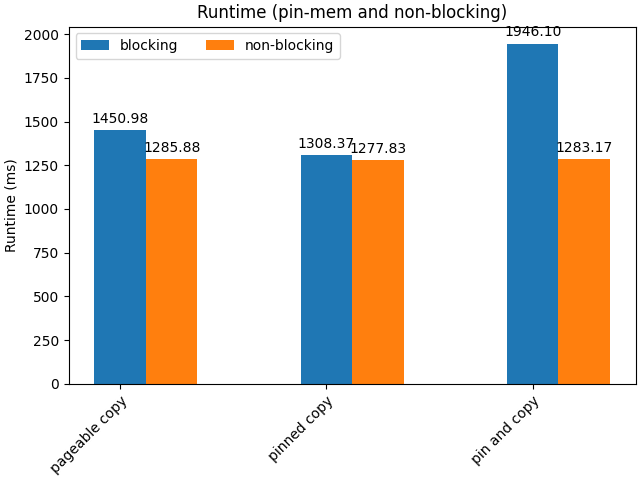 Runtime (pin-mem and non-blocking)
blocking
non-blocking
Runtime (ms)
2000
1750
1500
1250
1000
750
500
250
0
1450.98
1285.88
1308.37
1277.83
1946.10
1283.17
pageable copy
pinned copy
pin and copy